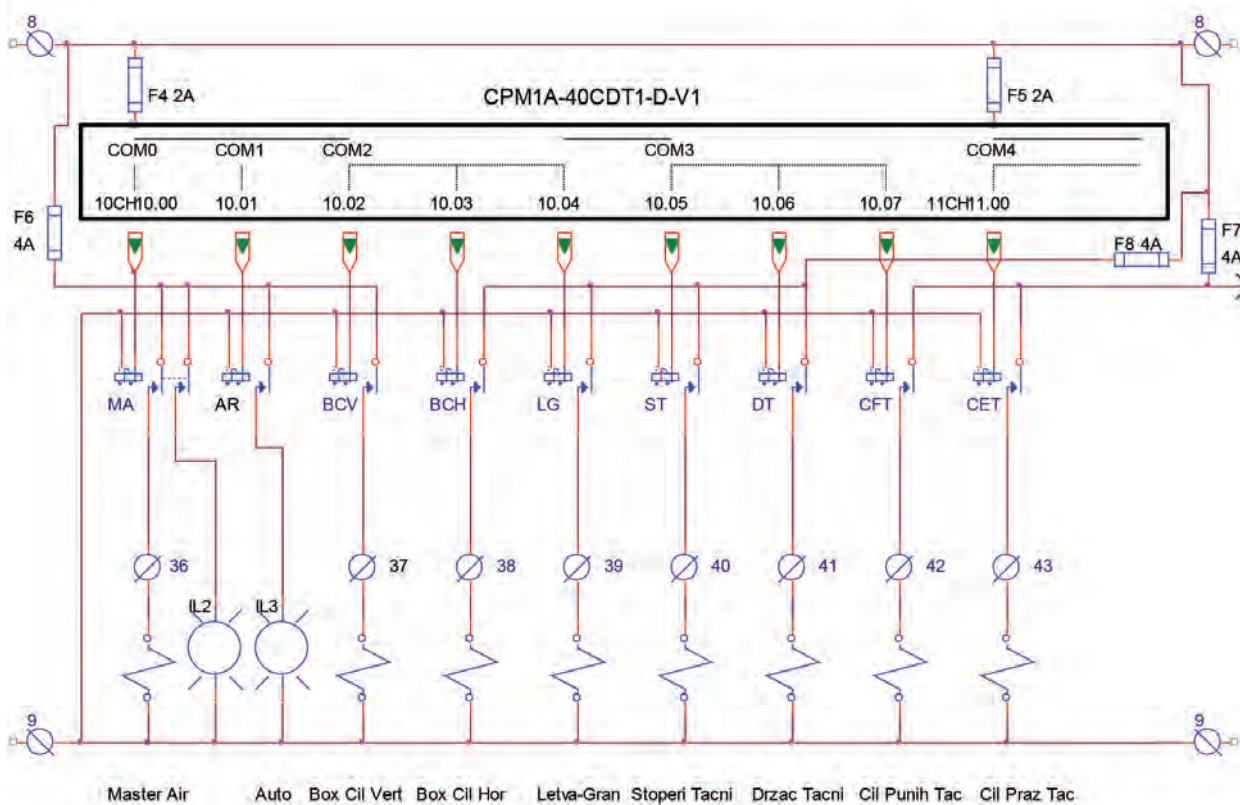 8 8
F4 2A CPM1A-40CDT1-D-V1 F5 2A
COM0 COM1 COM2 COM3 COM4
10CH10.00 10.01 10.02 10.03 10.04 10.05 10.06 10.07 11CH11.00
F6 4A
F8 4A
F7 4A
MA AR BCV BCH LG ST DT CFT CET
36 37 38 39 40 41 42 43
IL2 IL3
9 9
Master Air Auto Box Cil Vert Box Cil Hor Letva-Gran Stoperi Tacni Drzac Tacni Cil Punih Tac Cil Praz Tac